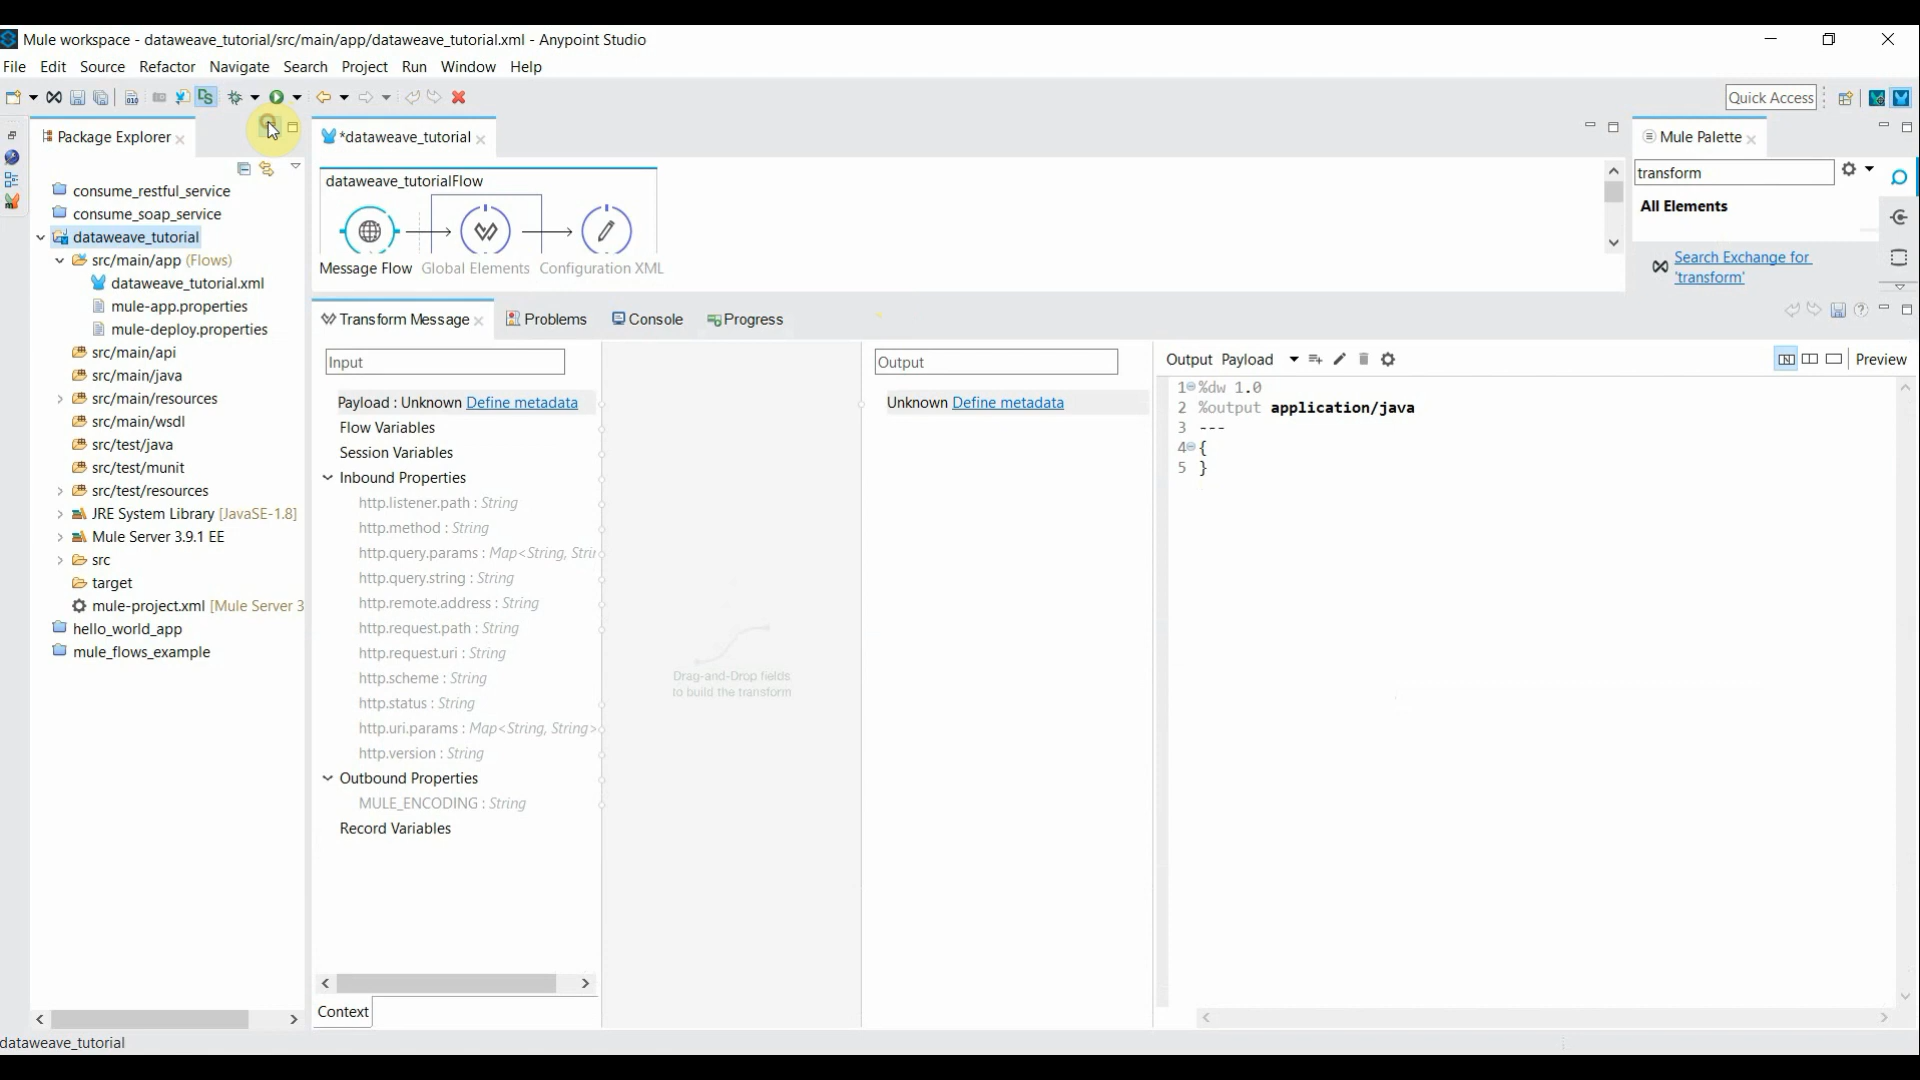 Mule workspace - dataweave_tutorial/src/main/app/dataweave_tutorial.xml - Anypoint Studio
File Edit Source Refactor Navigate Search Project Run Window Help
Quick Access
Package Explorer
consume_restful_service
consume_soap_service
dataweave_tutorial
src/main/app (Flows)
dataweave_tutorial.xml
mule-app.properties
mule-deploy.properties
src/main/api
src/main/java
src/main/resources
src/main/wsdl
src/test/java
src/test/munit
src/test/resources
JRE System Library [JavaSE-1.8]
Mule Server 3.9.1 EE
src
target
mule-project.xml [Mule Server 3
hello_world_app
mule_flows_example
*dataweave_tutorial
dataweave_tutorialFlow
Message Flow Global Elements Configuration XML
Mule Palette
transform
All Elements
Search Exchange for
'transform'
Transform Message Problems Console Progress
Input
Payload : Unknown Define metadata
Flow Variables
Session Variables
Inbound Properties
http.listener.path : String
http.method : String
http.query.params : Map<String, Strin
http.query.string : String
http.remote.address : String
http.request.path : String
http.request.uri : String
http.scheme : String
http.status : String
http.uri.params : Map<String, String>
http.version : String
Outbound Properties
MULE_ENCODING : String
Record Variables
Context
Drag-and-Drop fields
to build the transform
Output
Unknown Define metadata
Output Payload Preview
1 %dw 1.0
2 %output application/java
3 ---
4 {
5 }
dataweave_tutorial